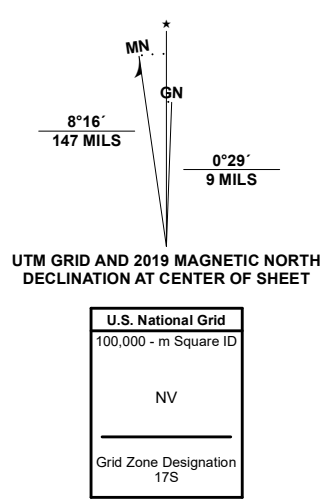 ★
MN
GN
8°16´
147 MILS
0°29´
9 MILS
UTM GRID AND 2019 MAGNETIC NORTH
DECLINATION AT CENTER OF SHEET
U.S. National Grid
100,000 - m Square ID
NV
Grid Zone Designation
17S